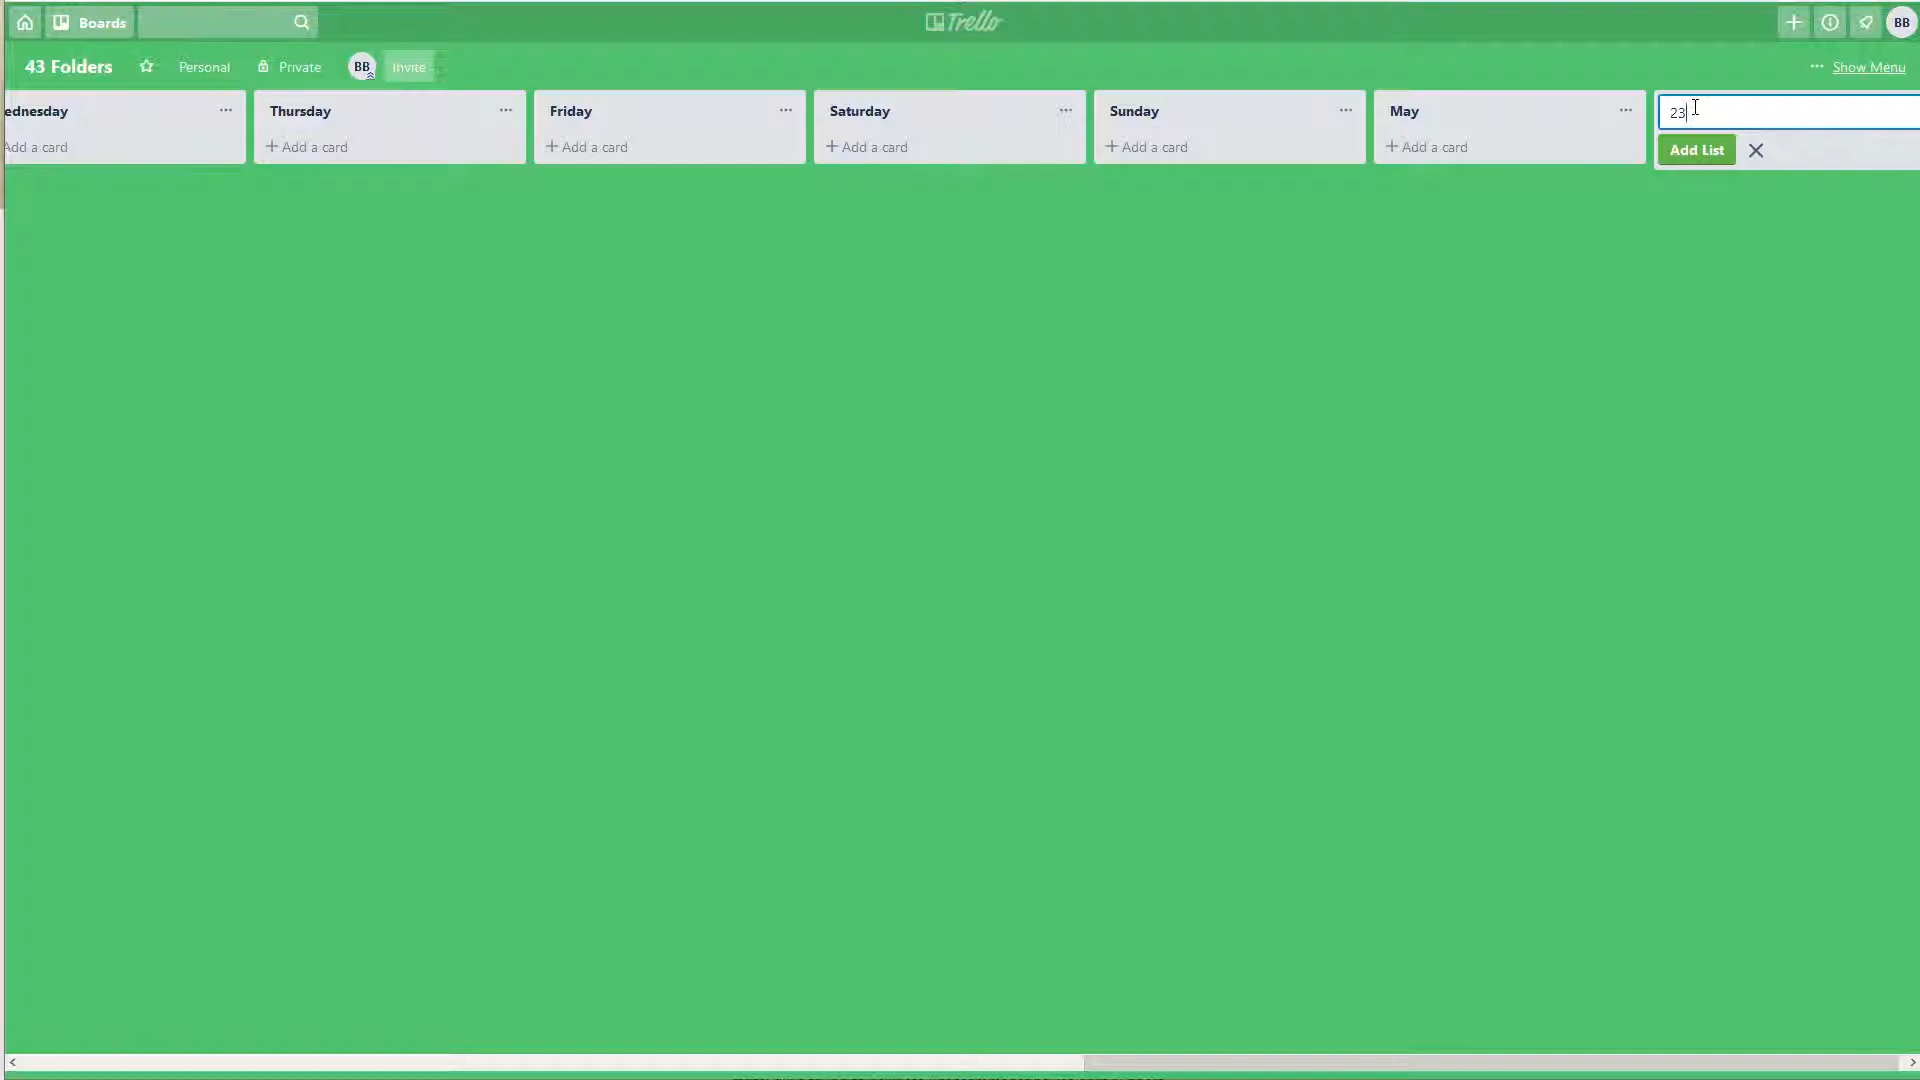 Boards
Trello
BB
43 Folders
Personal
Private
BB
Invite
Show Menu
ednesday
Thursday
Friday
Saturday
Sunday
May
23
Add a card
Add a card
Add a card
Add a card
Add a card
Add a card
Add List